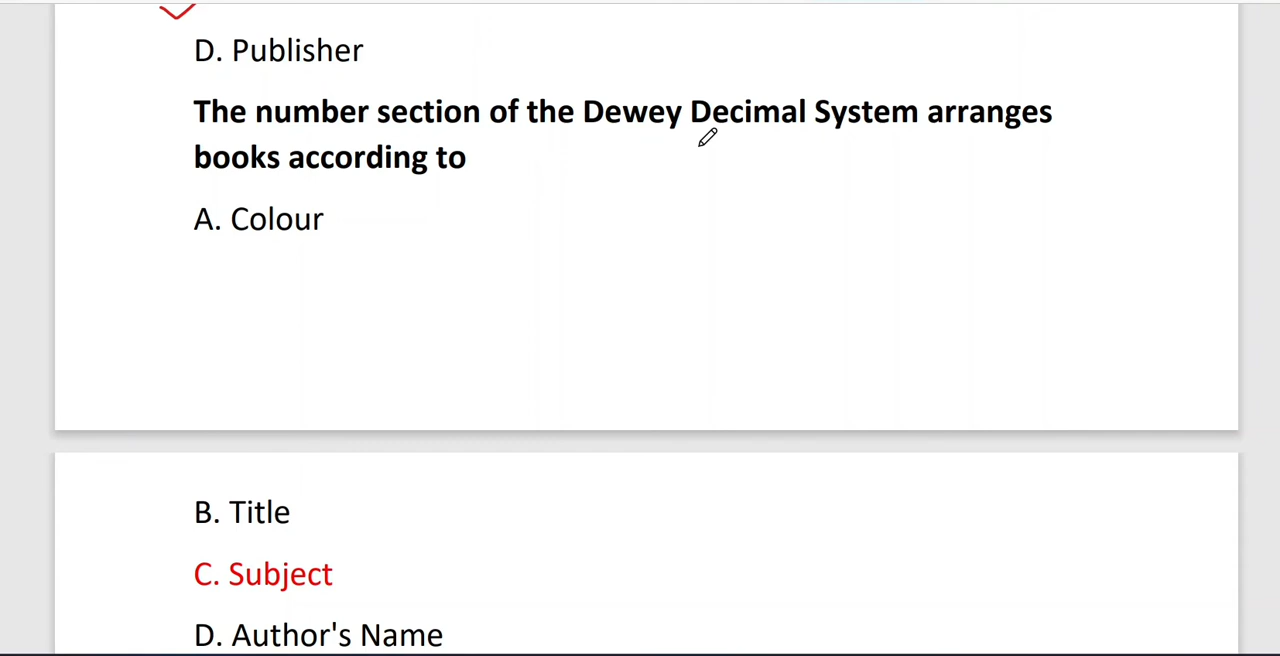 D. Publisher
The number section of the Dewey Decimal System arranges
books according to
A. Colour
B. Title
C. Subject
D. Author's Name